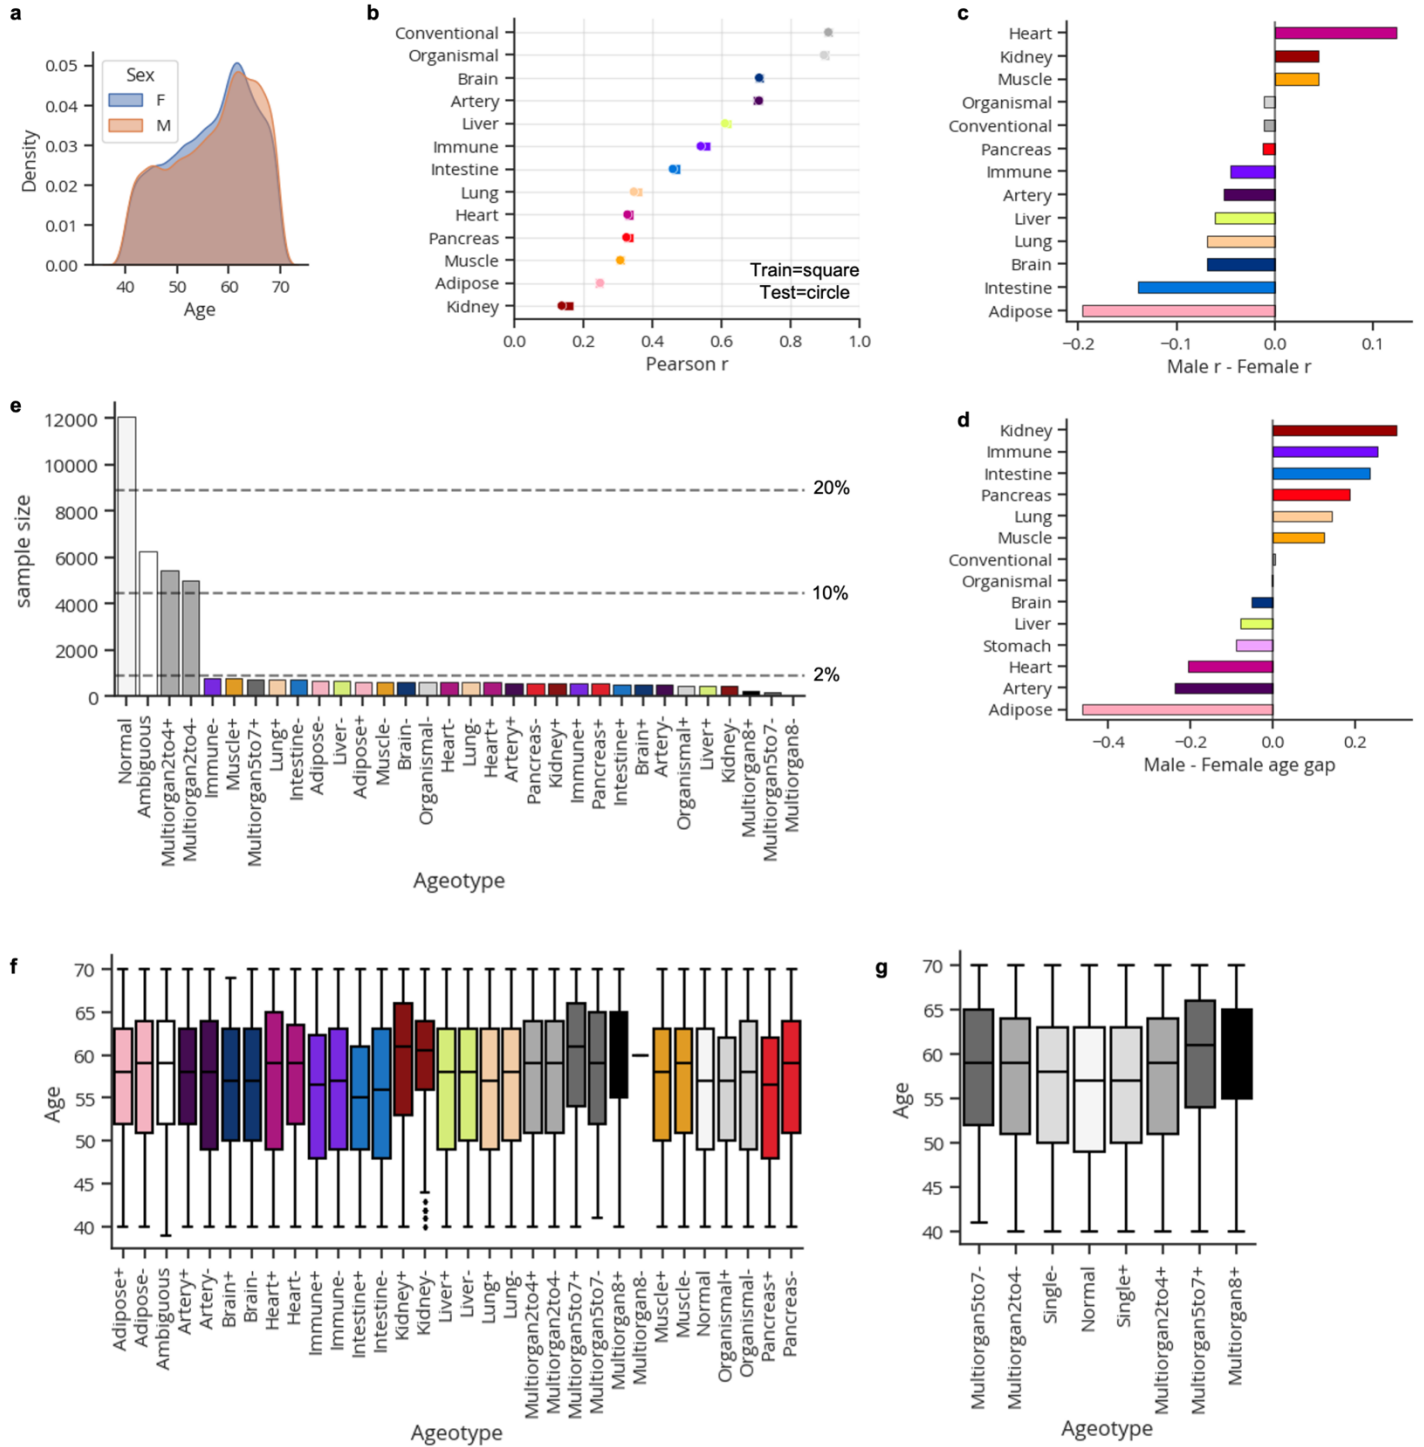 a
0.05
0.04
0.03
0.02
0.01
0.00
Density
Sex
F
M
40 50 60 70
Age
b
Conventional
Organismal
Brain
Artery
Liver
Immune
Intestine
Lung
Heart
Pancreas
Muscle
Adipose
Kidney
Train=square
Test=circle
0.0 0.2 0.4 0.6 0.8 1.0
Pearson r
c
Heart
Kidney
Muscle
Organismal
Conventional
Pancreas
Immune
Artery
Liver
Lung
Brain
Intestine
Adipose
−0.2 −0.1 0.0 0.1
Male r - Female r
e
12000
10000
8000
6000
4000
2000
0
sample size
20%
10%
2%
Normal
Ambiguous
Multiorgan2to4+
Multiorgan2to4-
Immune-
Muscle+
Multiorgan5to7+
Lung+
Intestine-
Adipose-
Liver-
Adipose+
Muscle-
Brain-
Organismal-
Heart-
Lung-
Heart+
Artery+
Pancreas-
Kidney+
Immune+
Pancreas+
Intestine+
Brain+
Artery-
Organismal+
Liver+
Kidney-
Multiorgan8+
Multiorgan5to7-
Multiorgan8-
Ageotype
d
Kidney
Immune
Intestine
Pancreas
Lung
Muscle
Conventional
Organismal
Brain
Liver
Stomach
Heart
Artery
Adipose
−0.4 −0.2 0.0 0.2
Male - Female age gap
f
70
65
60
55
50
45
40
Age
Adipose+
Adipose-
Ambiguous
Artery+
Artery-
Brain+
Brain-
Heart+
Heart-
Immune+
Immune-
Intestine+
Intestine-
Kidney+
Kidney-
Liver+
Liver-
Lung+
Lung-
Multiorgan2to4+
Multiorgan2to4-
Multiorgan5to7+
Multiorgan5to7-
Multiorgan8+
Multiorgan8-
Muscle+
Muscle-
Normal
Organismal+
Organismal-
Pancreas+
Pancreas-
Ageotype
g
70
65
60
55
50
45
40
Age
Multiorgan5to7-
Multiorgan2to4-
Single-
Normal
Single+
Multiorgan2to4+
Multiorgan5to7+
Multiorgan8+
Ageotype